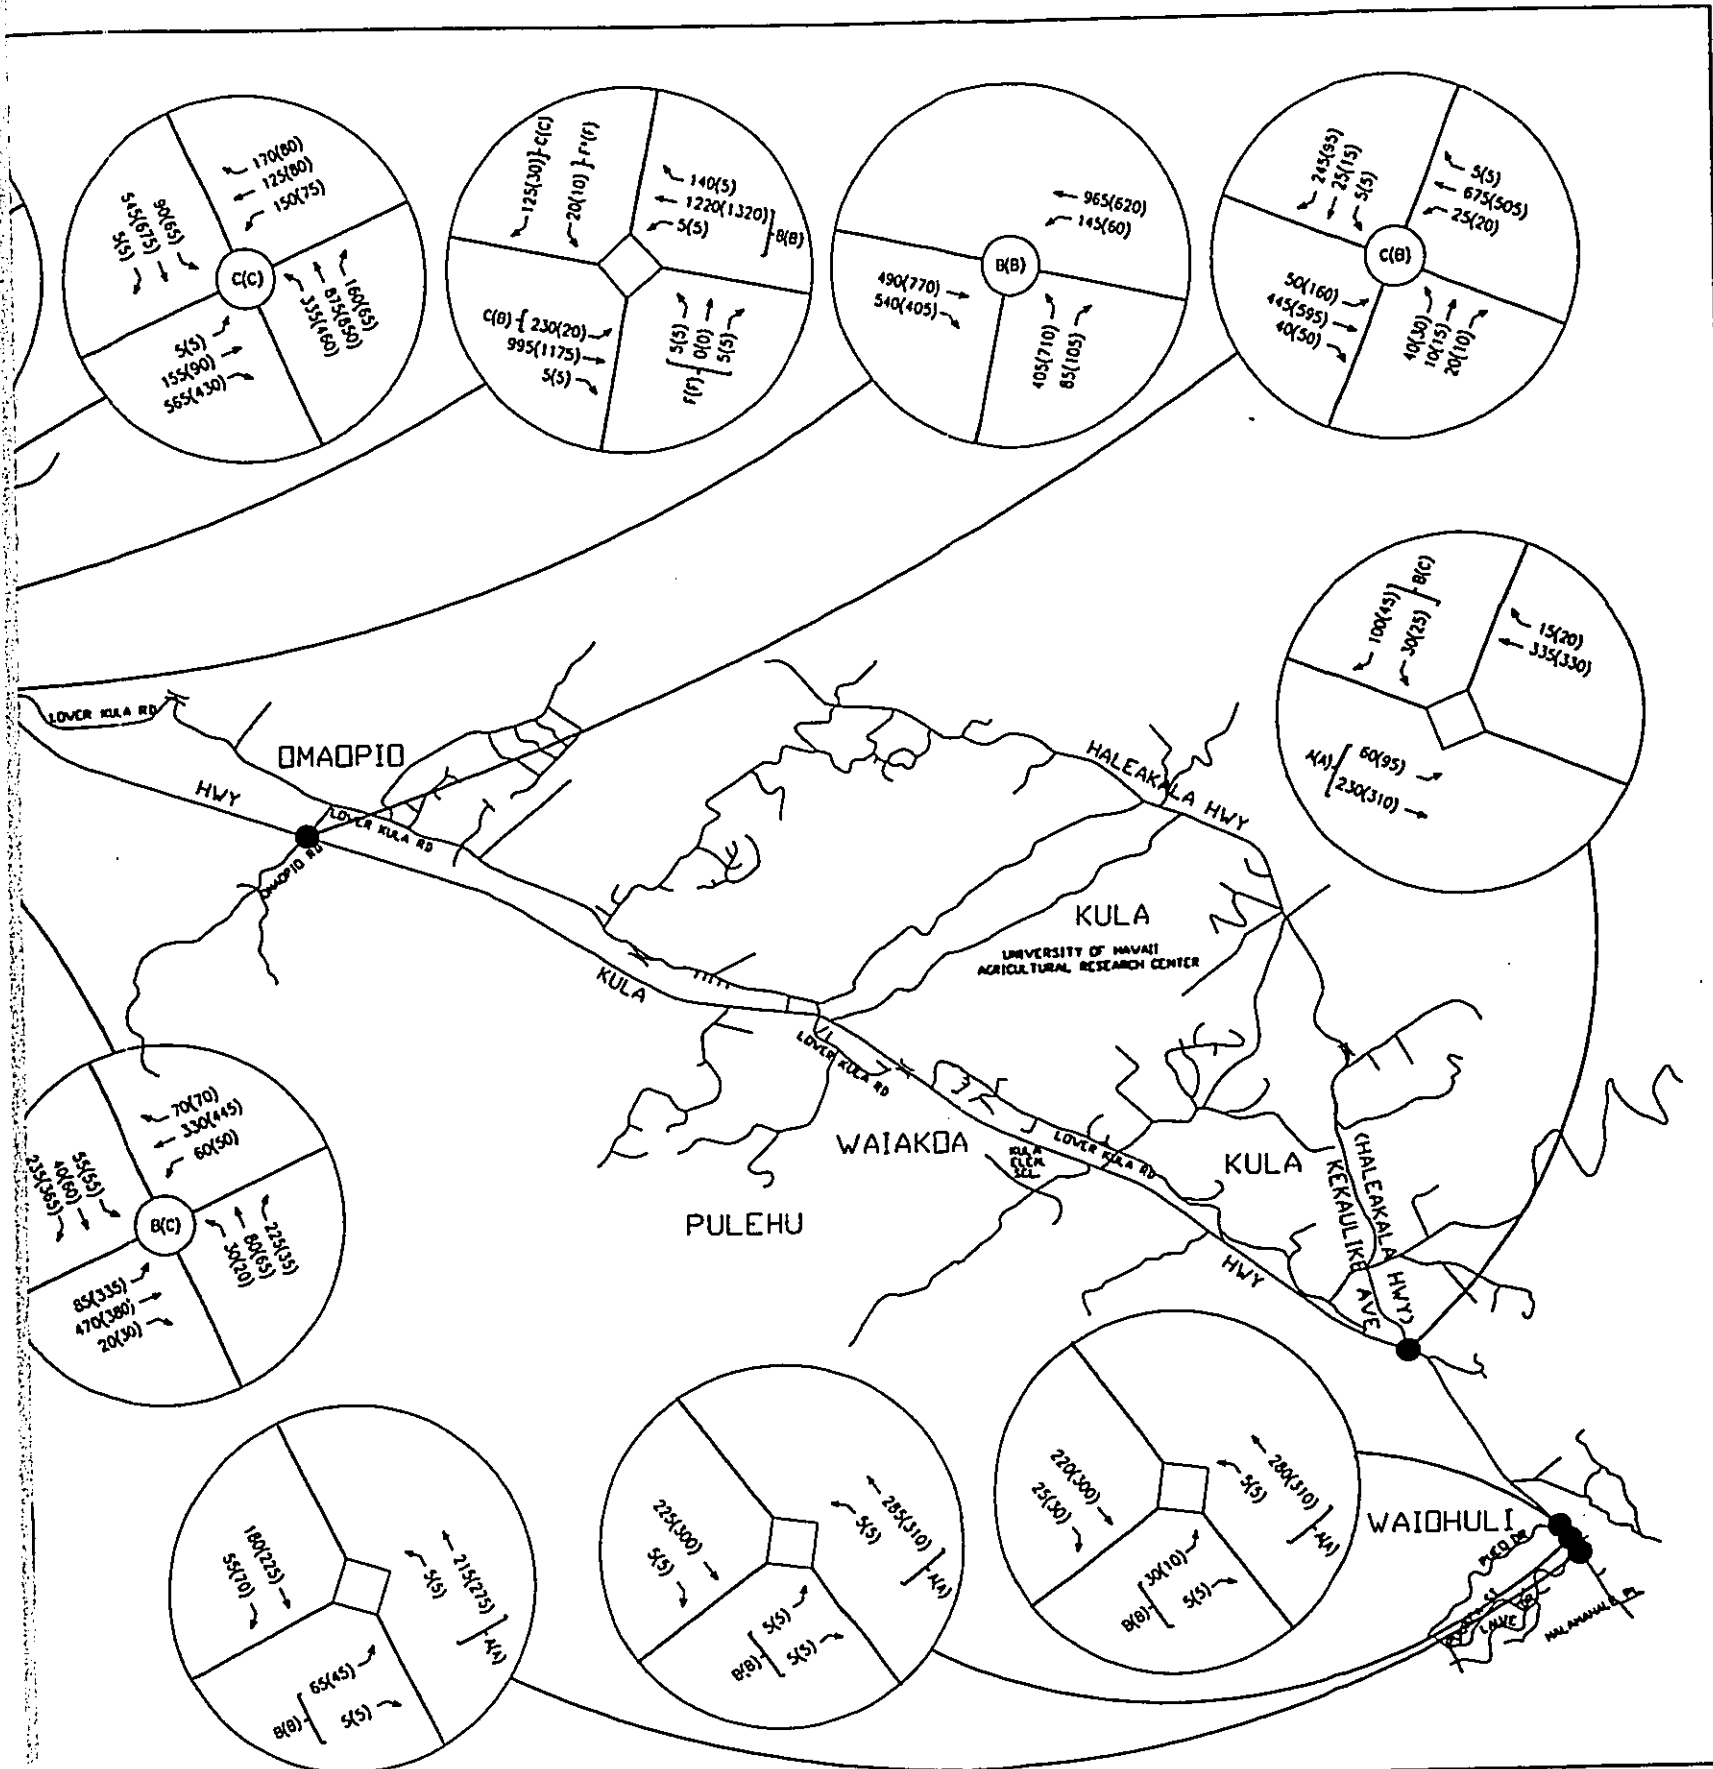 170(80)
125(80)
150(75)
90(65)
545(675)
5(5)
C(C)
160(65)
875(850)
335(460)
5(5)
155(90)
565(430)
125(30)}-C(C)
20(10) }-F*(F)
140(5)
1220(1320)
5(5)
B(B)
C(B)-{ 230(20)
995(1175)
5(5)
F(F)-[ 5(5)
0(0)
5(5)
965(620)
145(60)
B(B)
490(770)
540(405)
405(710)
85(105)
245(95)
25(15)
5(5)
5(5)
675(505)
25(20)
C(B)
50(160)
445(595)
40(50)
40(30)
10(15)
20(10)
100(45)
30(25)
B(C)
15(20)
335(330)
A(A)-[ 60(95)
230(310)
LOWER KULA RD
OMAOPIO
HWY
LOWER KULA RD
OMAOPIO RD
HALEAKALA HWY
KULA
UNIVERSITY OF HAWAII
AGRICULTURAL RESEARCH CENTER
KULA
LOWER KULA RD
WAIAKOA
KULA
ELEM.
SCL.
LOWER KULA RD
KULA
PULEHU
HWY
KEKAULIKE AVE
(HALEAKALA HWY)
70(70)
330(445)
60(50)
55(55)
40(60)
235(365)
B(C)
225(35)
80(65)
30(20)
85(335)
470(380)
20(30)
180(225)
55(70)
215(275)
5(5)
A(A)
B(B)-[ 65(45)
5(5)
225(300)
5(5)
285(310)
5(5)
A(A)
B(B)-[ 5(5)
5(5)
220(300)
25(30)
280(310)
5(5)
A(A)
B(B)-[ 30(10)
5(5)
WAIOHULI
PUEO DR
LAUIE DR